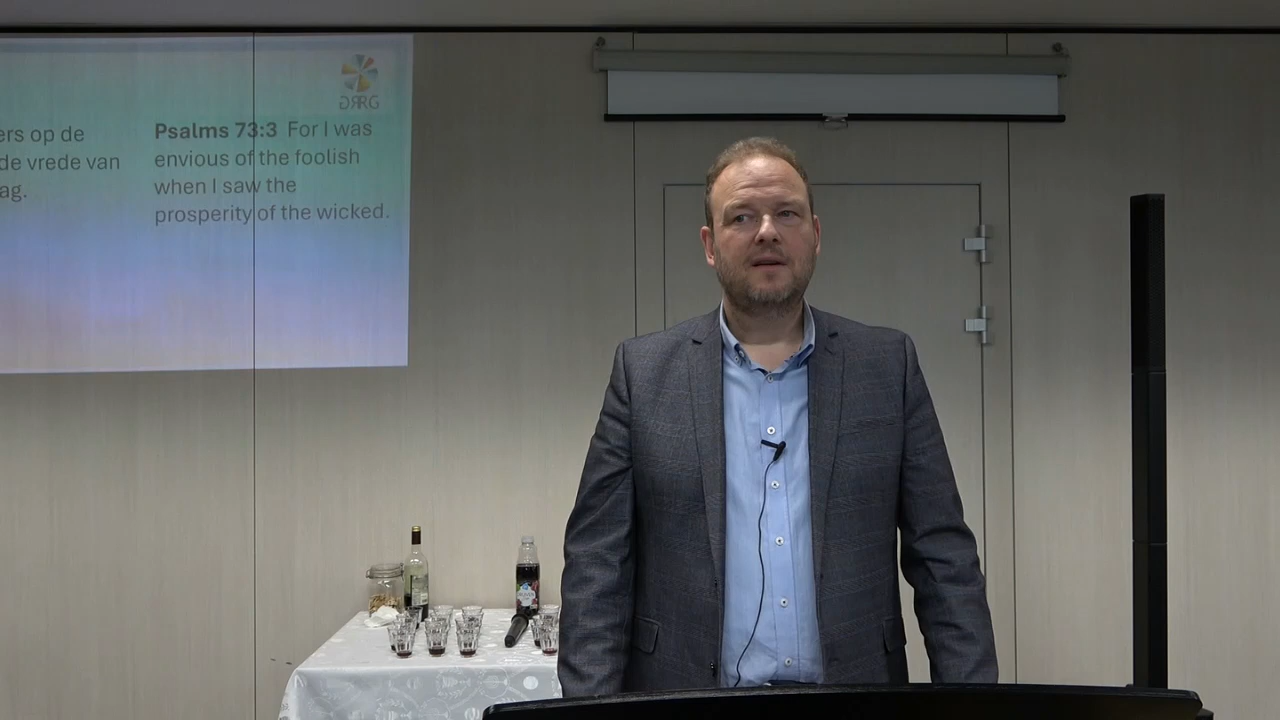 GRRG
ers op de
de vrede van
ag.
Psalms 73:3 For I was
envious of the foolish
when I saw the
prosperity of the wicked.